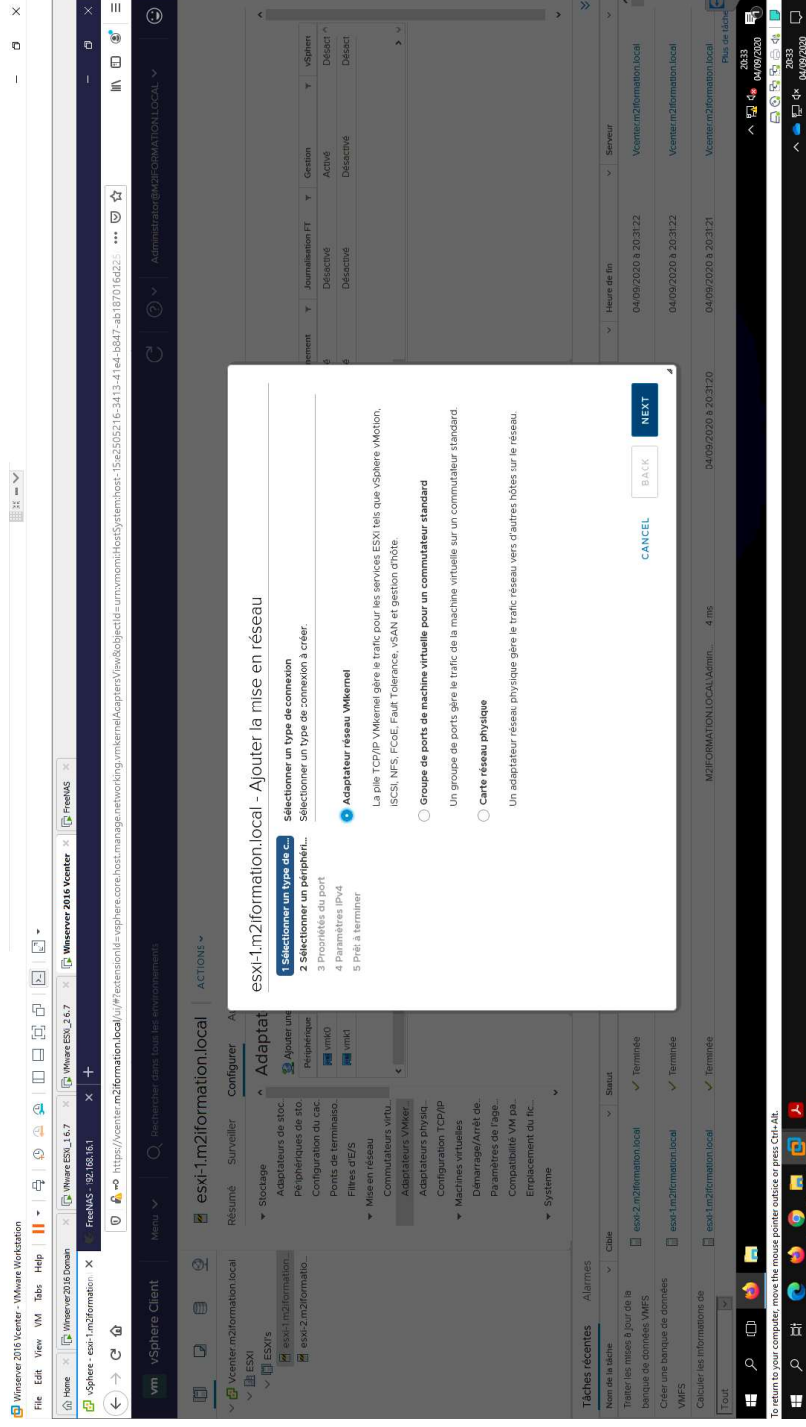 Winserver 2016 Vcenter - VMware Workstation
File Edit View VM Tabs Help
Home
Winserver2016 Domain
VMware ESXi_1 6.7
VMware ESXi_2 6.7
Winserver 2016 Vcenter
FreeNAS
vSphere - esxi-1.m2iformation
FreeNAS - 192.168.16.1
https://vcenter.m2iformation.local/ui/#?extensionId=vsphere.core.host.manage.networking.vmkernelAdaptersView&objectId=urn:vmomi:HostSystem:host-15:e2505216-3413-41e4-b847-ab187016d225
vm vSphere Client
Menu
Rechercher dans tous les environnements
Administrator@M2IFORMATION.LOCAL
Vcenter.m2iformation.local
ESXI
ESXI's
esxi-1.m2iformation...
esxi-2.m2iformatio...
esxi-1.m2iformation.local
ACTIONS
Résumé Surveiller Configurer
Stockage
Adaptateurs de stoc...
Périphériques de sto...
Configuration du cac...
Ponts de terminaiso...
Filtres d'E/S
Mise en réseau
Commutateurs virtu...
Adaptateurs VMker...
Adaptateurs physiq...
Configuration TCP/IP
Machines virtuelles
Démarrage/Arrêt de...
Paramètres de l'age...
Compatibilité VM pa...
Emplacement du fic...
Système
Adaptat
Ajouter une
Périphérique
vmk0
vmk1
nement
Journalisation FT
Gestion
vSpheri
Désactivé Activé Désact
Désactivé Désactivé Désact
esxi-1.m2iformation.local - Ajouter la mise en réseau
1 Sélectionner un type de c...
2 Sélectionner un périphéri...
3 Propriétés du port
4 Paramètres IPv4
5 Prêt à terminer
Sélectionner un type de connexion
Sélectionner un type de connexion à créer.
Adaptateur réseau VMkernel
La pile TCP/IP VMkernel gère le trafic pour les services ESXi tels que vSphere vMotion,
iSCSI, NFS, FCoE, Fault Tolerance, vSAN et gestion d'hôte.
Groupe de ports de machine virtuelle pour un commutateur standard
Un groupe de ports gère le trafic de la machine virtuelle sur un commutateur standard.
Carte réseau physique
Un adaptateur réseau physique gère le trafic réseau vers d'autres hôtes sur le réseau.
CANCEL BACK NEXT
Tâches récentes Alarmes
Nom de la tâche Cible Statut Heure de fin Serveur
Traiter les mises à jour de la
banque de données VMFS
esxi-2.m2iformation.local Terminée 04/09/2020 à 20:31:22 Vcenter.m2iformation.local
Créer une banque de données
VMFS
esxi-1.m2iformation.local Terminée 04/09/2020 à 20:31:22 Vcenter.m2iformation.local
Calculer les informations de
esxi-1.m2iformation.local Terminée M2IFORMATION.LOCAL\Admin... 4 ms 04/09/2020 à 20:31:20 04/09/2020 à 20:31:21 Vcenter.m2iformation.local
Tout
Plus de tâche
20:33
04/09/2020
To return to your computer, move the mouse pointer outside or press Ctrl+Alt.
20:33
04/09/2020